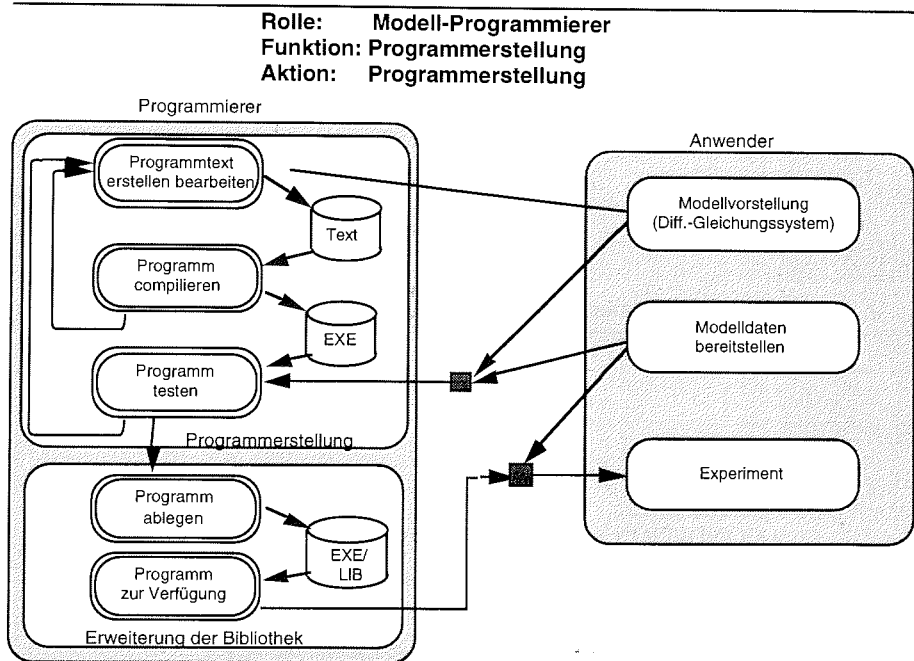 Rolle: Modell-Programmierer
Funktion: Programmerstellung
Aktion: Programmerstellung
Programmierer
Programmtext
erstellen bearbeiten
Text
Programm
compilieren
EXE
Programm
testen
Programmerstellung
Programm
ablegen
EXE/
LIB
Programm
zur Verfügung
Erweiterung der Bibliothek
Anwender
Modellvorstellung
(Diff.-Gleichungssystem)
Modelldaten
bereitstellen
Experiment